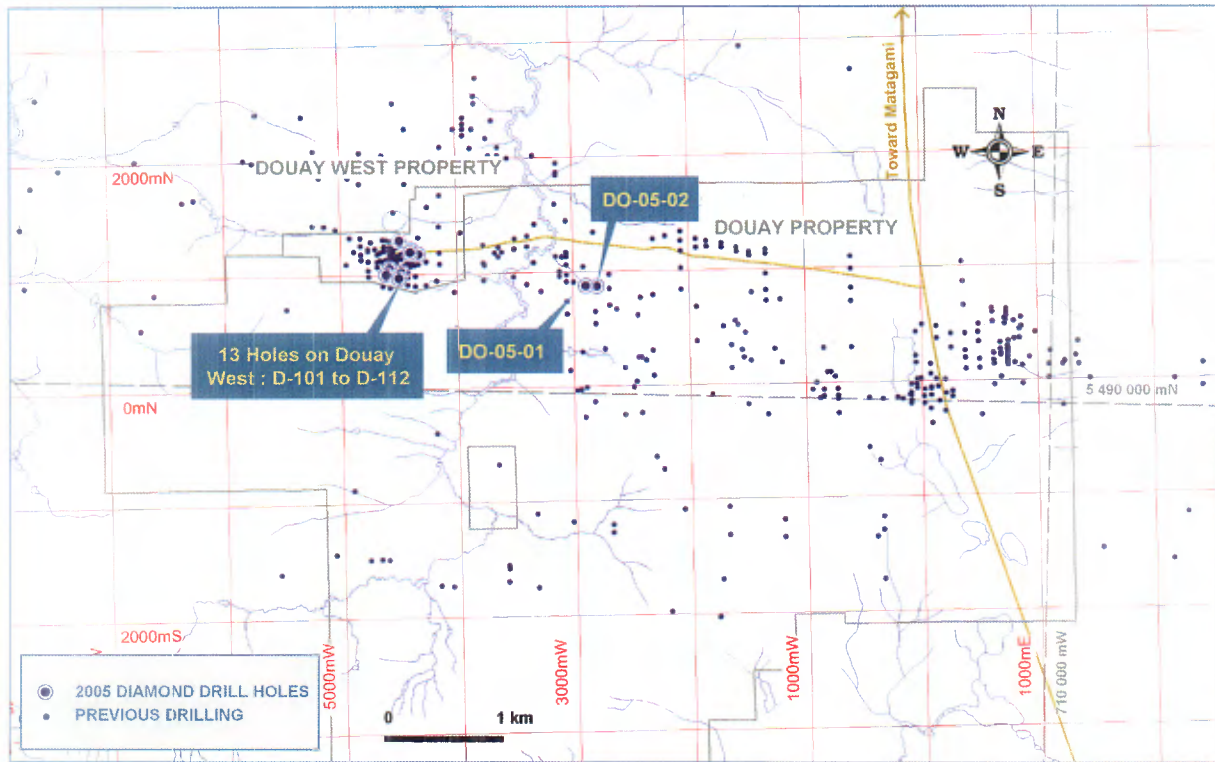 Toward Matagami
N
W E
S
DOUAY WEST PROPERTY
2000mN
DO-05-02
DOUAY PROPERTY
13 Holes on Douay
West : D-101 to D-112
DO-05-01
0mN
5 490 000 mN
2000mS
5000mW
3000mW
1000mW
1000mE
710 000 mW
2005 DIAMOND DRILL HOLES
PREVIOUS DRILLING
0 1 km